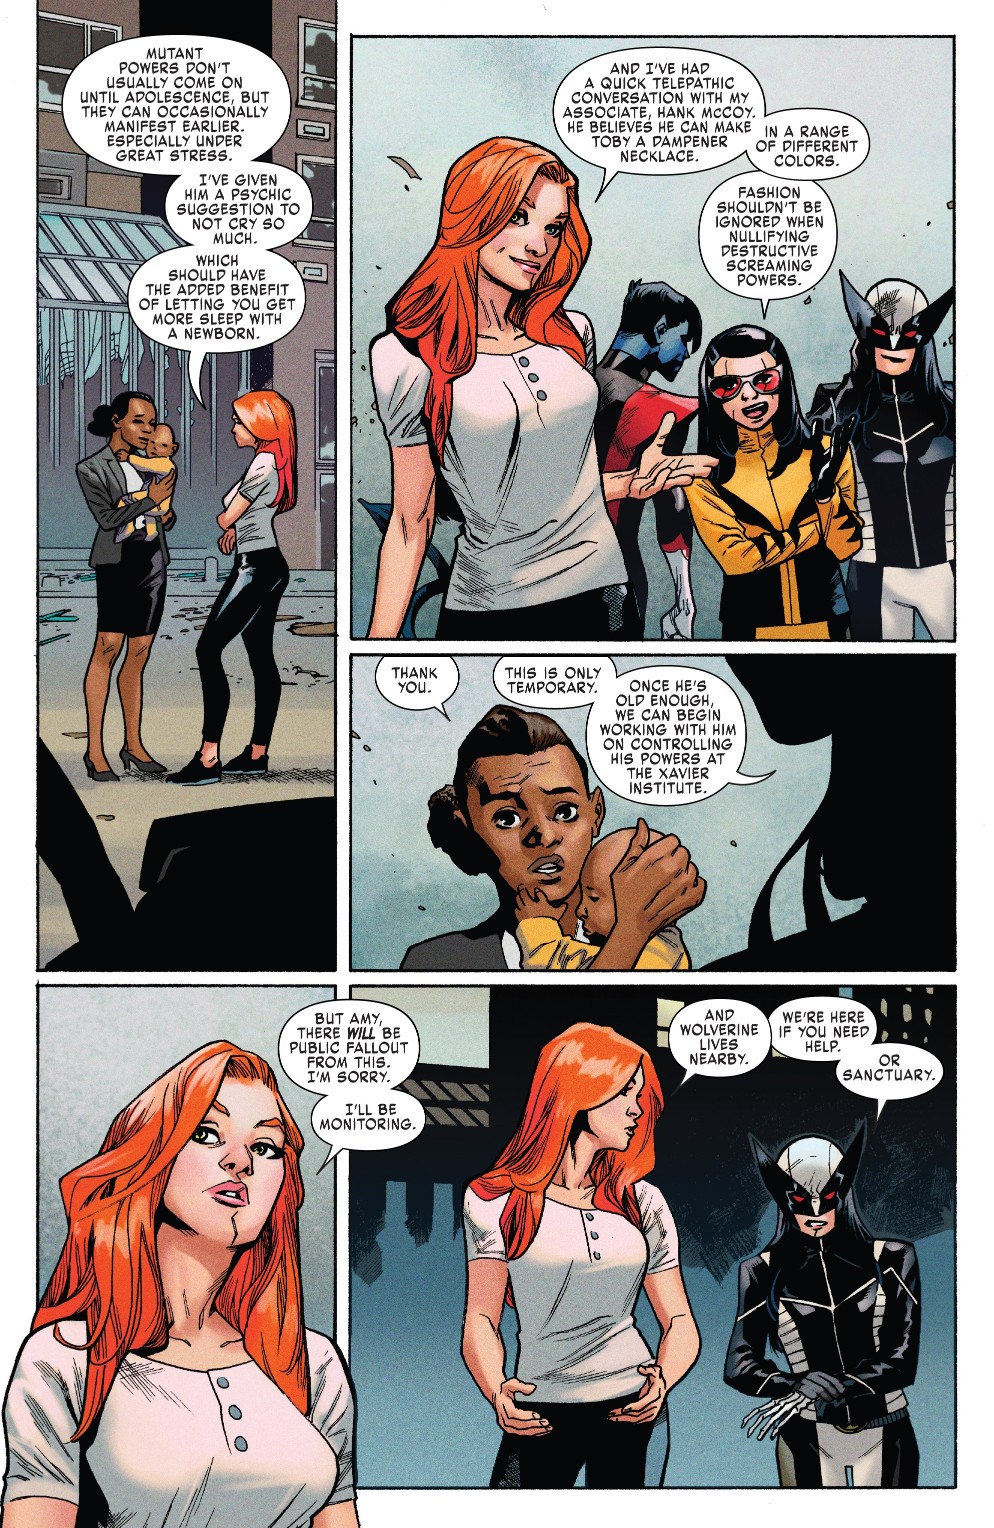 MUTANT
POWERS DON'T
USUALLY COME ON
UNTIL ADOLESCENCE, BUT
THEY CAN OCCASIONALLY
MANIFEST EARLIER.
ESPECIALLY UNDER
GREAT STRESS.
I'VE GIVEN
HIM A PSYCHIC
SUGGESTION TO
NOT CRY SO
MUCH.
WHICH
SHOULD HAVE
THE ADDED BENEFIT
OF LETTING YOU GET
MORE SLEEP WITH
A NEWBORN.
AND I'VE HAD
A QUICK TELEPATHIC
CONVERSATION WITH MY
ASSOCIATE, HANK McCOY.
HE BELIEVES HE CAN MAKE
TOBY A DAMPENER
NECKLACE.
IN A RANGE
OF DIFFERENT
COLORS.
FASHION
SHOULDN'T BE
IGNORED WHEN
NULLIFYING
DESTRUCTIVE
SCREAMING
POWERS.
THANK
YOU.
THIS IS ONLY
TEMPORARY.
ONCE HE'S
OLD ENOUGH,
WE CAN BEGIN
WORKING WITH HIM
ON CONTROLLING
HIS POWERS AT
THE XAVIER
INSTITUTE.
BUT AMY,
THERE WILL BE
PUBLIC FALLOUT
FROM THIS.
I'M SORRY.
I'LL BE
MONITORING.
AND
WOLVERINE
LIVES
NEARBY.
WE'RE HERE
IF YOU NEED
HELP.
OR
SANCTUARY.